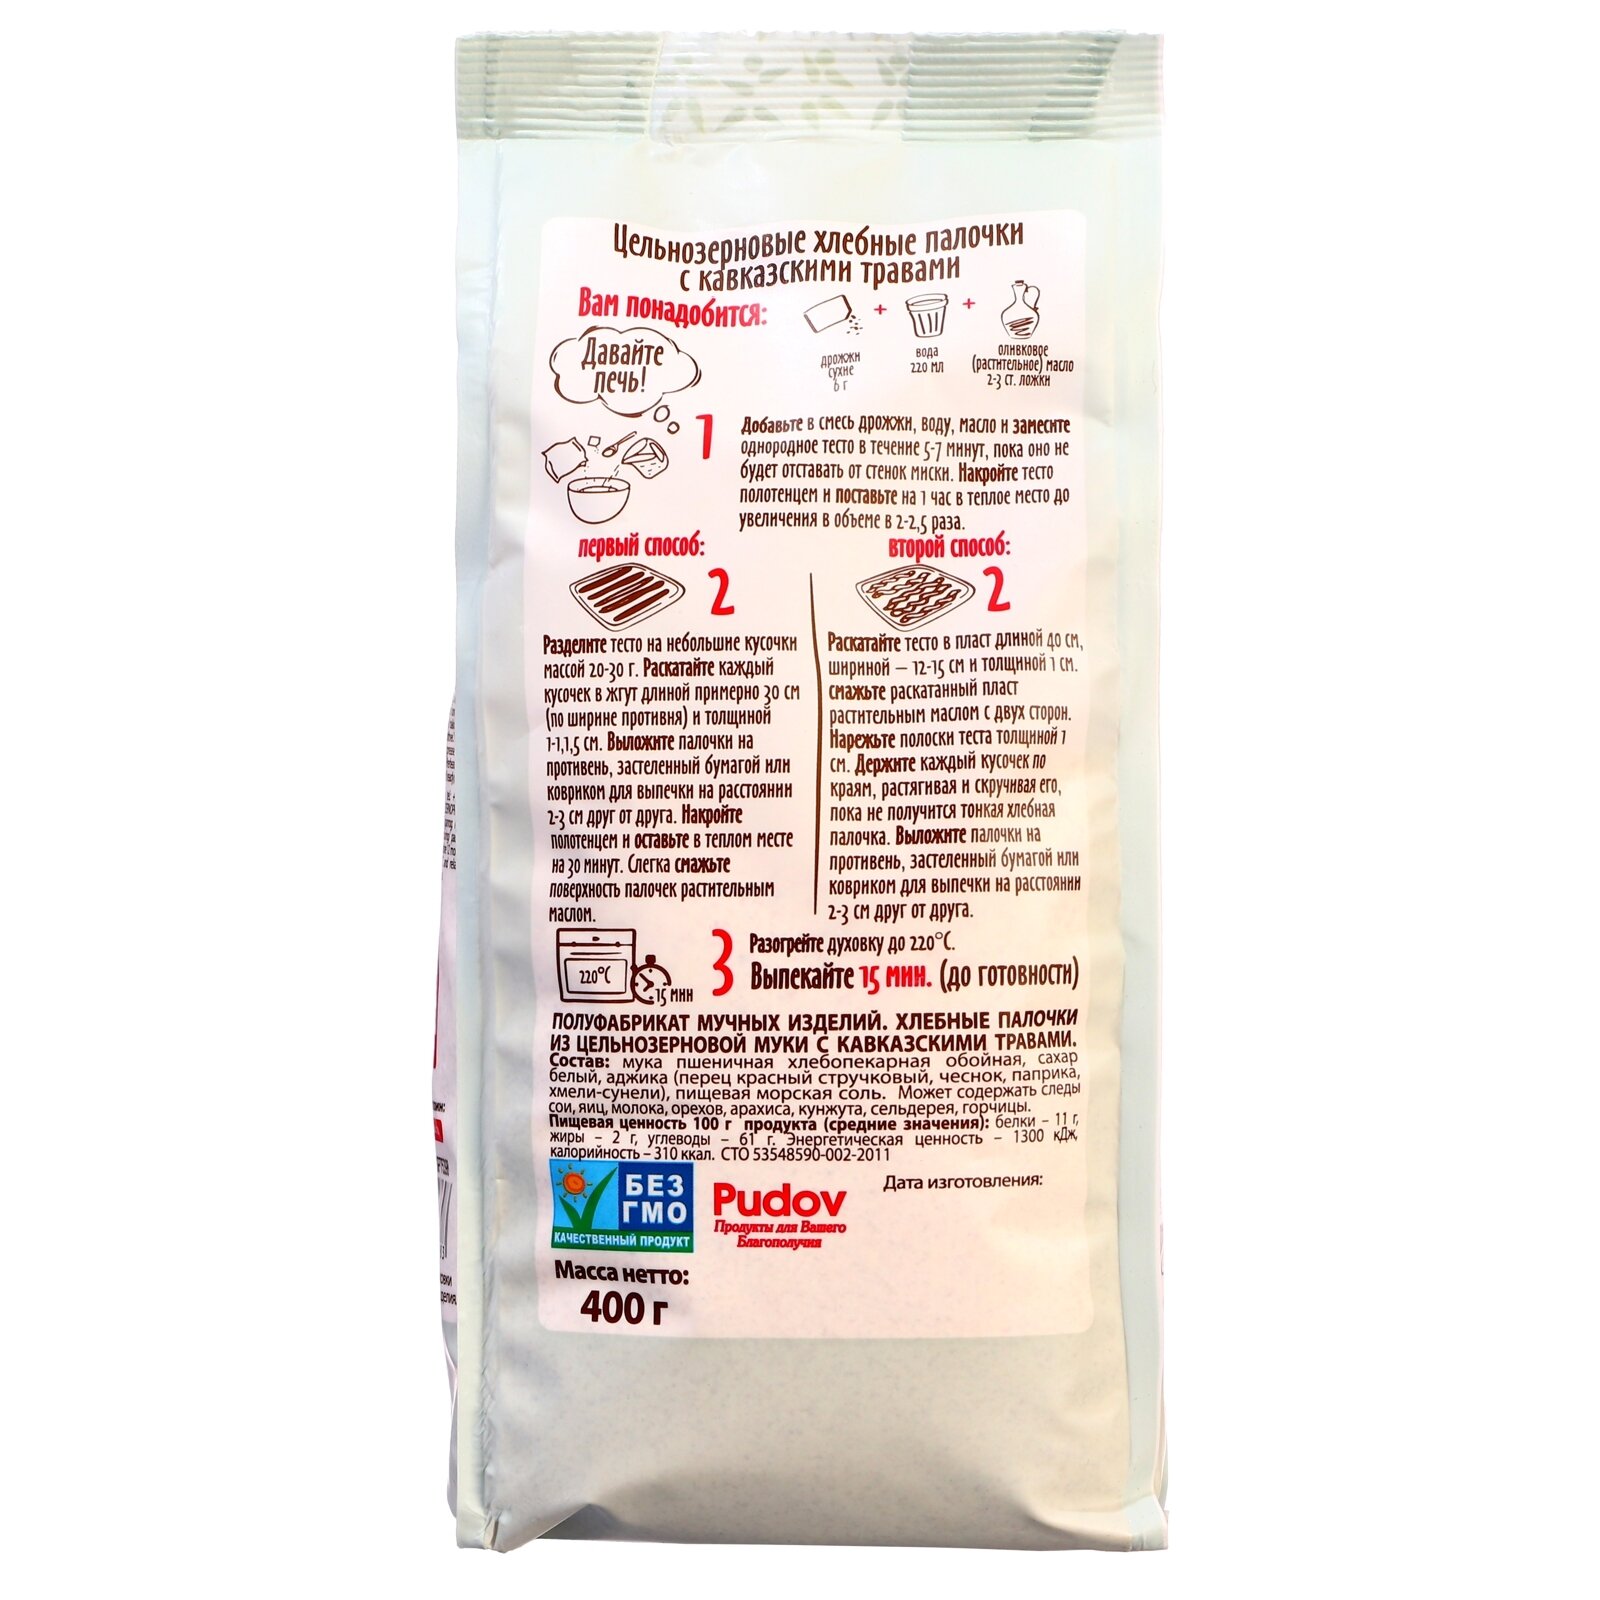 Цельнозерновые хлебные палочки
с кавказскими травами
Вам понадобится:
+
+
Давайте
печь!
дрожжи
сухие
6 г
вода
220 мл
оливковое
(растительное) масло
2-3 ст. ложки
1
Добавьте в смесь дрожжи, воду, масло и замесите
однородное тесто в течение 5-7 минут, пока оно не
будет отставать от стенок миски. Накройте тесто
полотенцем и поставьте на 1 час в теплое место до
увеличения в объеме в 2-2,5 раза.
первый способ:
2
Разделите тесто на небольшие кусочки
массой 20-30 г. Раскатайте каждый
кусочек в жгут длиной примерно 30 см
(по ширине противня) и толщиной
1-1,1,5 см. Выложите палочки на
противень, застеленный бумагой или
ковриком для выпечки на расстоянии
2-3 см друг от друга. Накройте
полотенцем и оставьте в теплом месте
на 30 минут. Слегка смажьте
поверхность палочек растительным
маслом.
второй способ:
2
Раскатайте тесто в пласт длиной 40 см,
шириной — 12-15 см и толщиной 1 см.
смажьте раскатанный пласт
растительным маслом с двух сторон.
Нарежьте полоски теста толщиной 1
см. Держите каждый кусочек по
краям, растягивая и скручивая его,
пока не получится тонкая хлебная
палочка. Выложите палочки на
противень, застеленный бумагой или
ковриком для выпечки на расстоянии
2-3 см друг от друга.
220°C
15 мин
3
Разогрейте духовку до 220°C.
Выпекайте 15 мин. (до готовности)
ПОЛУФАБРИКАТ МУЧНЫХ ИЗДЕЛИЙ. ХЛЕБНЫЕ ПАЛОЧКИ
ИЗ ЦЕЛЬНОЗЕРНОВОЙ МУКИ С КАВКАЗСКИМИ ТРАВАМИ.
Состав: мука пшеничная хлебопекарная обойная, сахар
белый, аджика (перец красный стручковый, чеснок, паприка,
хмели-сунели), пищевая морская соль. Может содержать следы
сои, яиц, молока, орехов, арахиса, кунжута, сельдерея, горчицы.
Пищевая ценность 100 г продукта (средние значения): белки – 11 г,
жиры – 2 г, углеводы – 61 г. Энергетическая ценность – 1300 кДж,
калорийность – 310 ккал. СТО 53548590-002-2011
БЕЗ
ГМО
КАЧЕСТВЕННЫЙ ПРОДУКТ
Pudov
Продукты для Вашего
Благополучия
Дата изготовления:
Масса нетто:
400 г